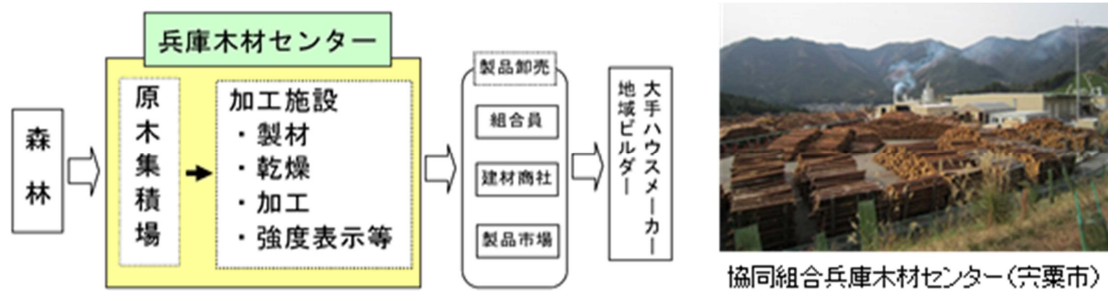 兵庫木材センター
森林
原木集積場
加工施設
・製材
・乾燥
・加工
・強度表示等
製品卸売
組合員
建材商社
製品市場
大手ハウスメーカー
地域ビルダー
協同組合兵庫木材センター（宍粟市）